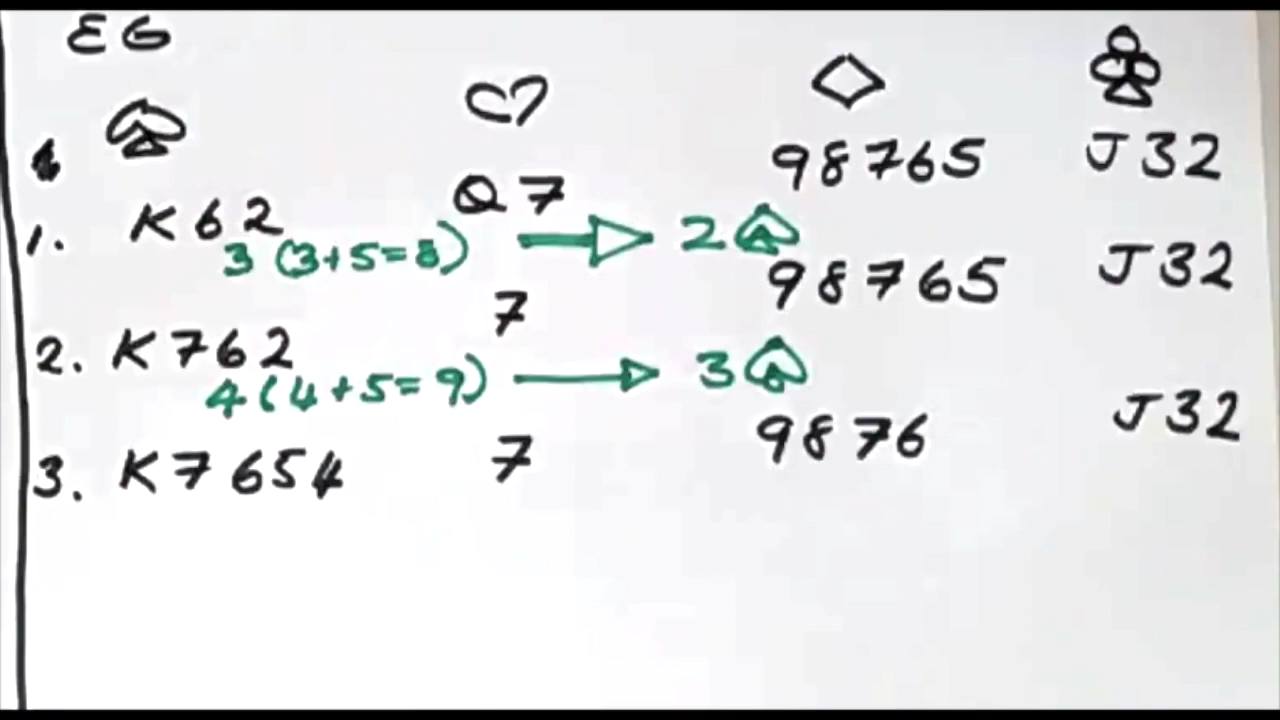 EG
♠ ♡ ◇ ♣
1. K62 Q7 98765 J32
3 (3+5=8) → 2♠
2. K762 7 98765 J32
4 (4+5=9) → 3♠
3. K7654 7 9876 J32